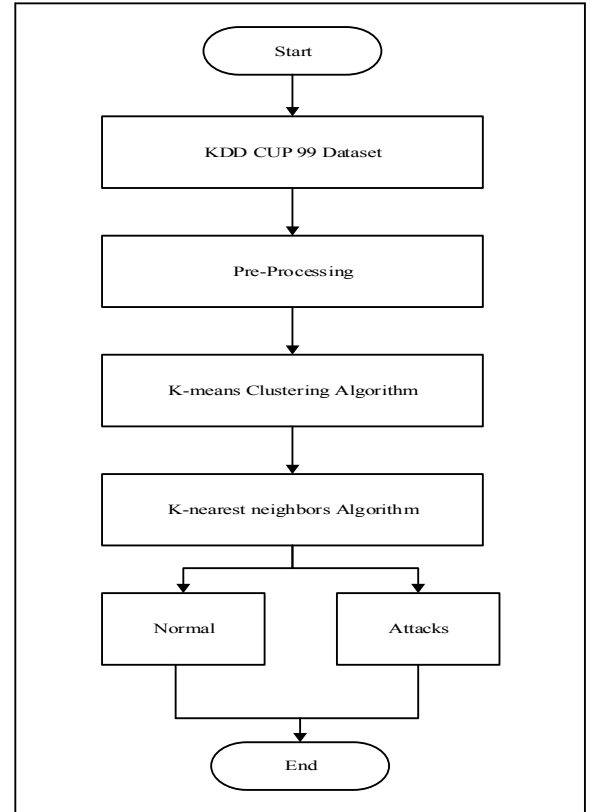 Start
KDD CUP 99 Dataset
Pre-Processing
K-means Clustering Algorithm
K-nearest neighbors Algorithm
Normal
Attacks
End